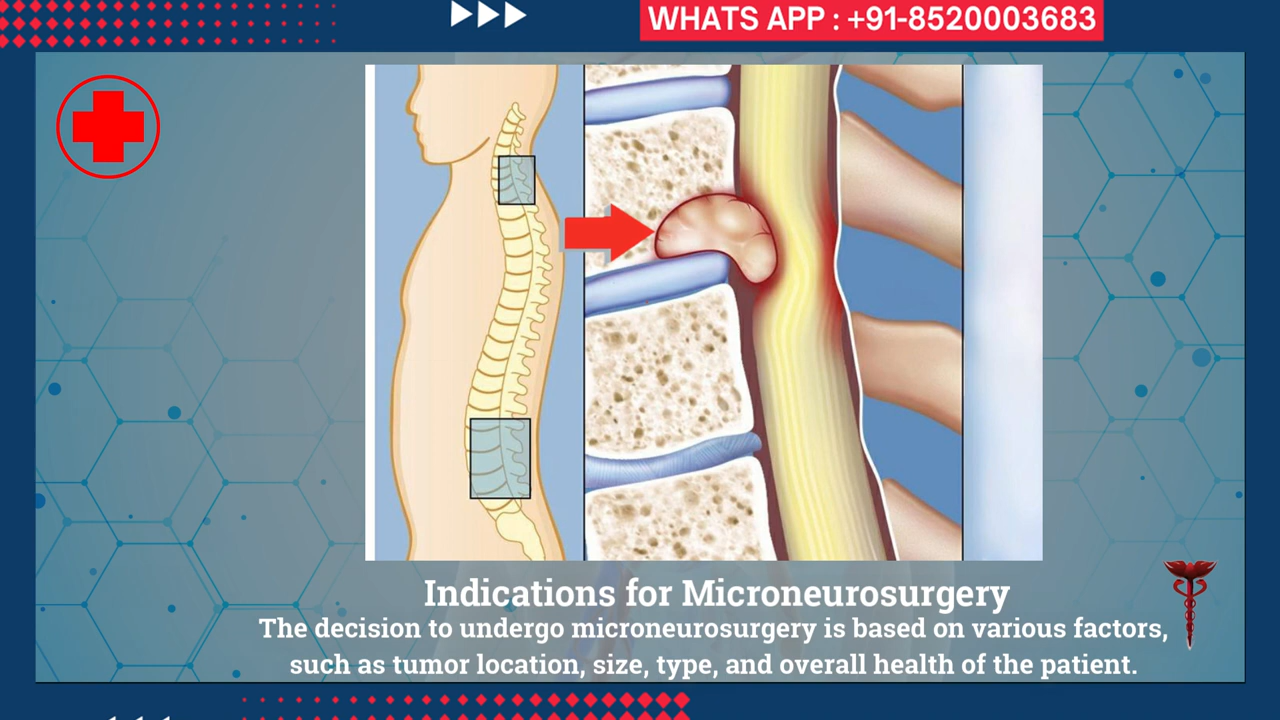 WHATS APP : +91-8520003683
Indications for Microneurosurgery
The decision to undergo microneurosurgery is based on various factors,
such as tumor location, size, type, and overall health of the patient.